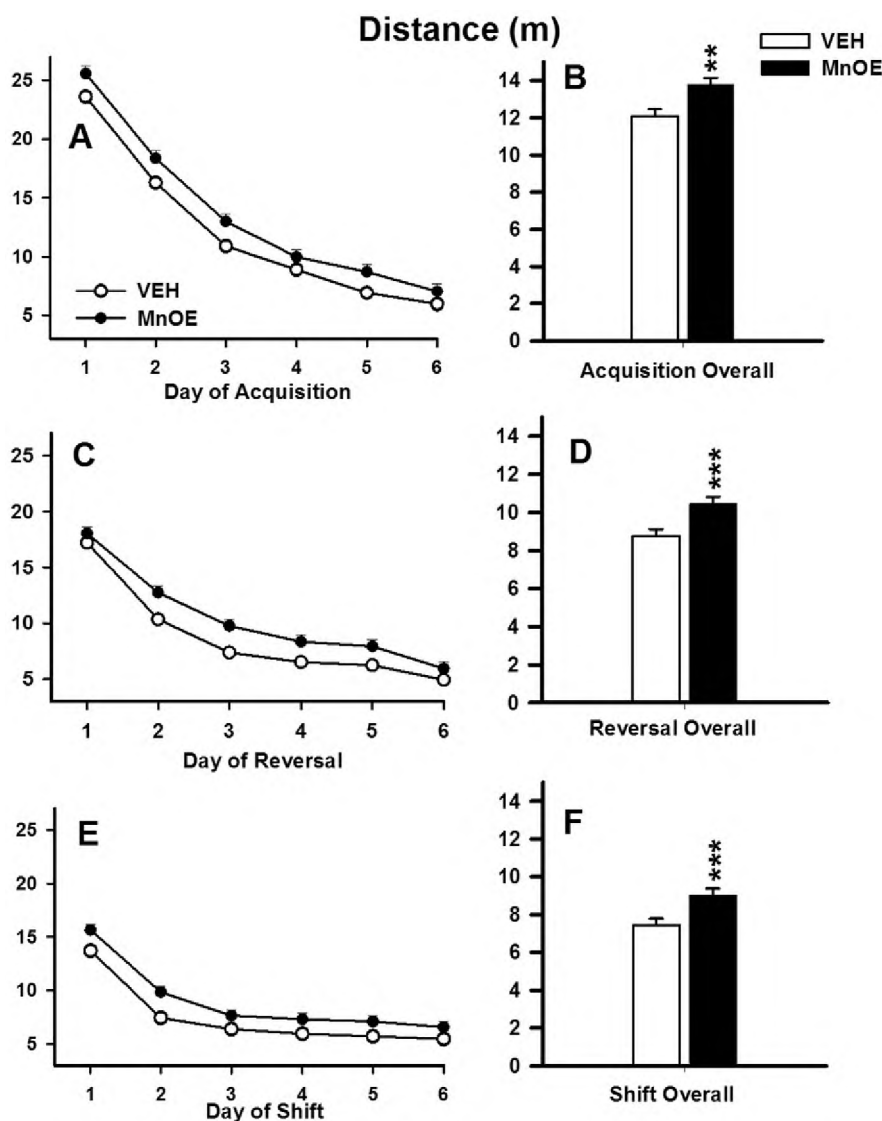 Distance (m)
VEH
MnOE
A
25
20
15
10
5
VEH
MnOE
1 2 3 4 5 6
Day of Acquisition
B
**
14
12
10
8
6
4
2
0
Acquisition Overall
C
25
20
15
10
5
1 2 3 4 5 6
Day of Reversal
D
***
14
12
10
8
6
4
2
0
Reversal Overall
E
25
20
15
10
5
1 2 3 4 5 6
Day of Shift
F
***
14
12
10
8
6
4
2
0
Shift Overall